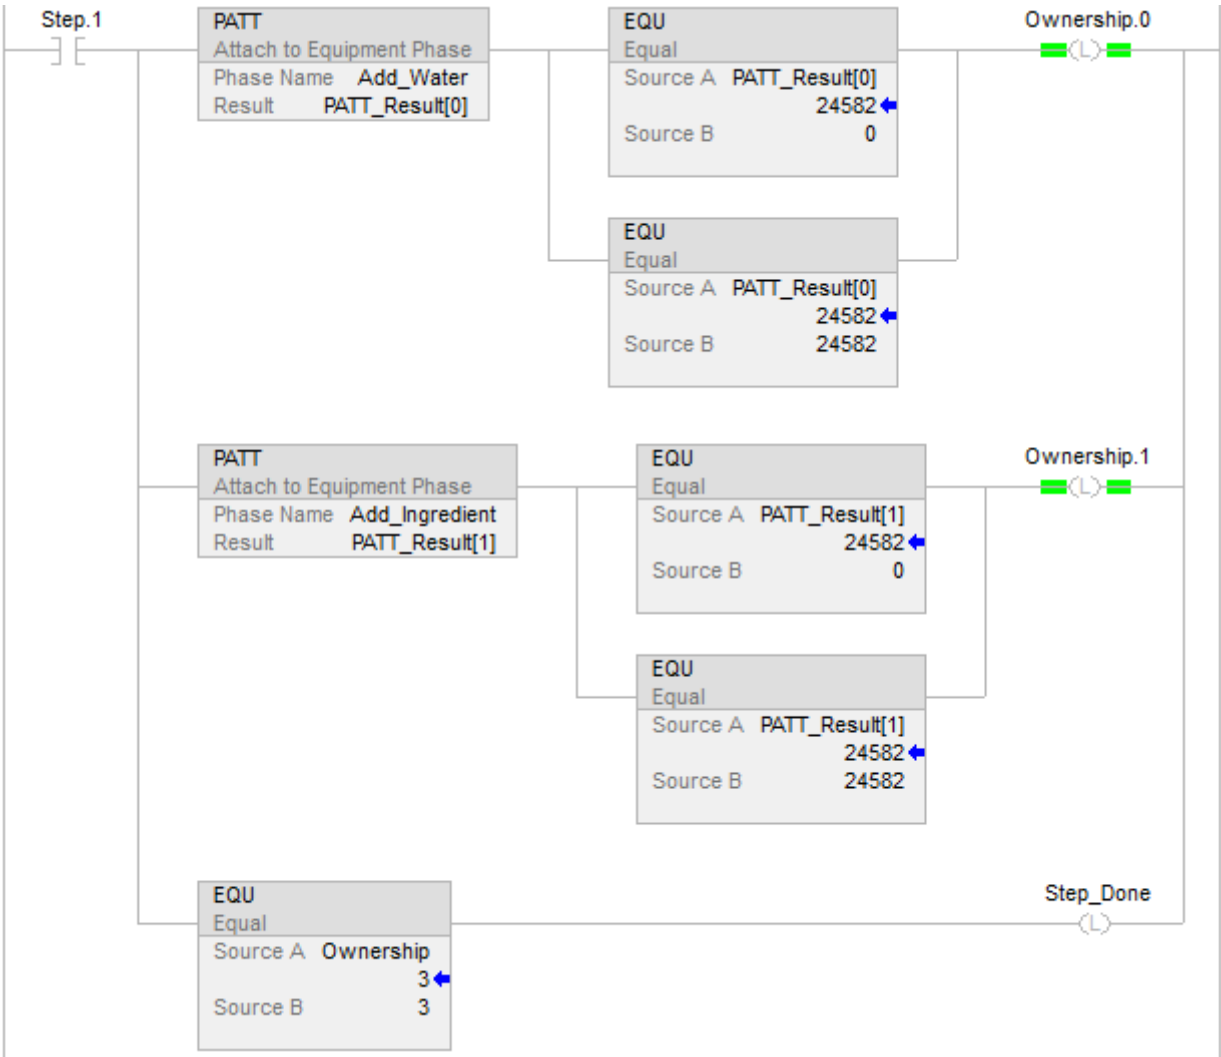 Step.1
PATT
Attach to Equipment Phase
Phase Name Add_Water
Result PATT_Result[0]
EQU
Equal
Source A PATT_Result[0]
24582
Source B 0
Ownership.0
(L)
EQU
Equal
Source A PATT_Result[0]
24582
Source B 24582
PATT
Attach to Equipment Phase
Phase Name Add_Ingredient
Result PATT_Result[1]
EQU
Equal
Source A PATT_Result[1]
24582
Source B 0
Ownership.1
(L)
EQU
Equal
Source A PATT_Result[1]
24582
Source B 24582
EQU
Equal
Source A Ownership
3
Source B 3
Step_Done
(L)